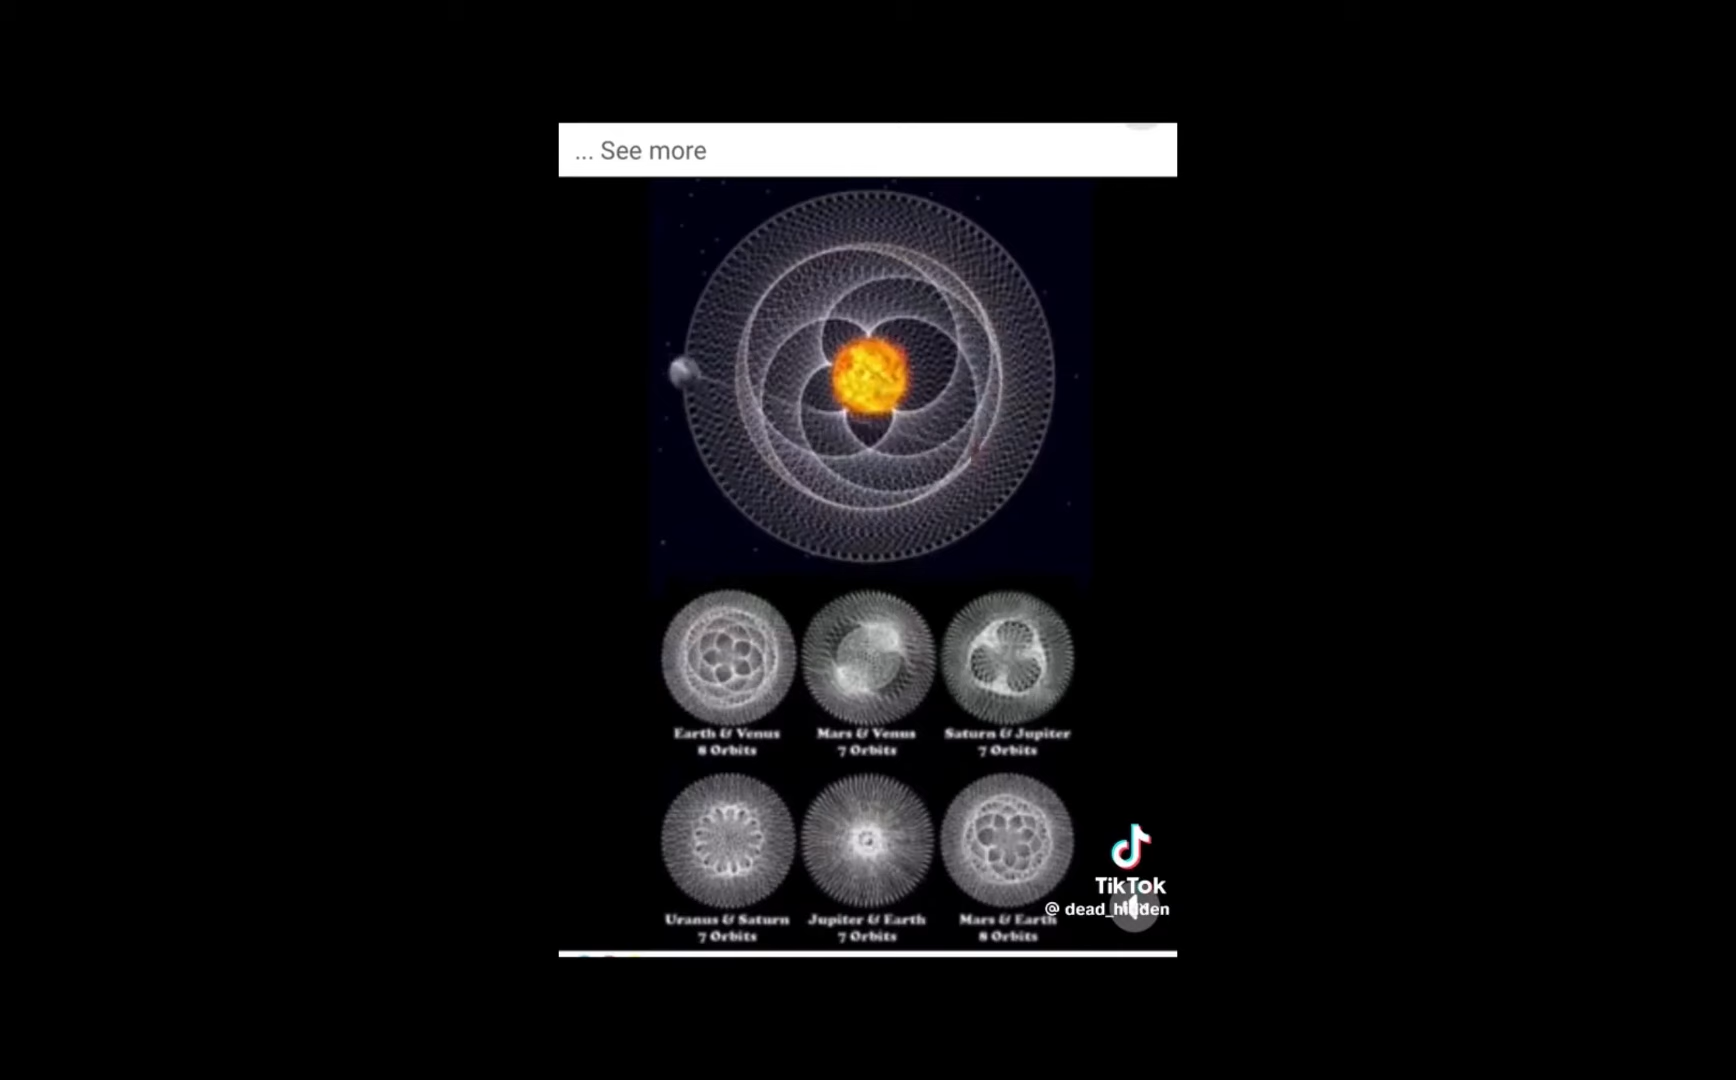 ... See more
Earth & Venus
8 Orbits
Mars & Venus
7 Orbits
Saturn & Jupiter
7 Orbits
Uranus & Saturn
7 Orbits
Jupiter & Earth
7 Orbits
Mars & Earth
8 Orbits
TikTok
@ dead_hidden